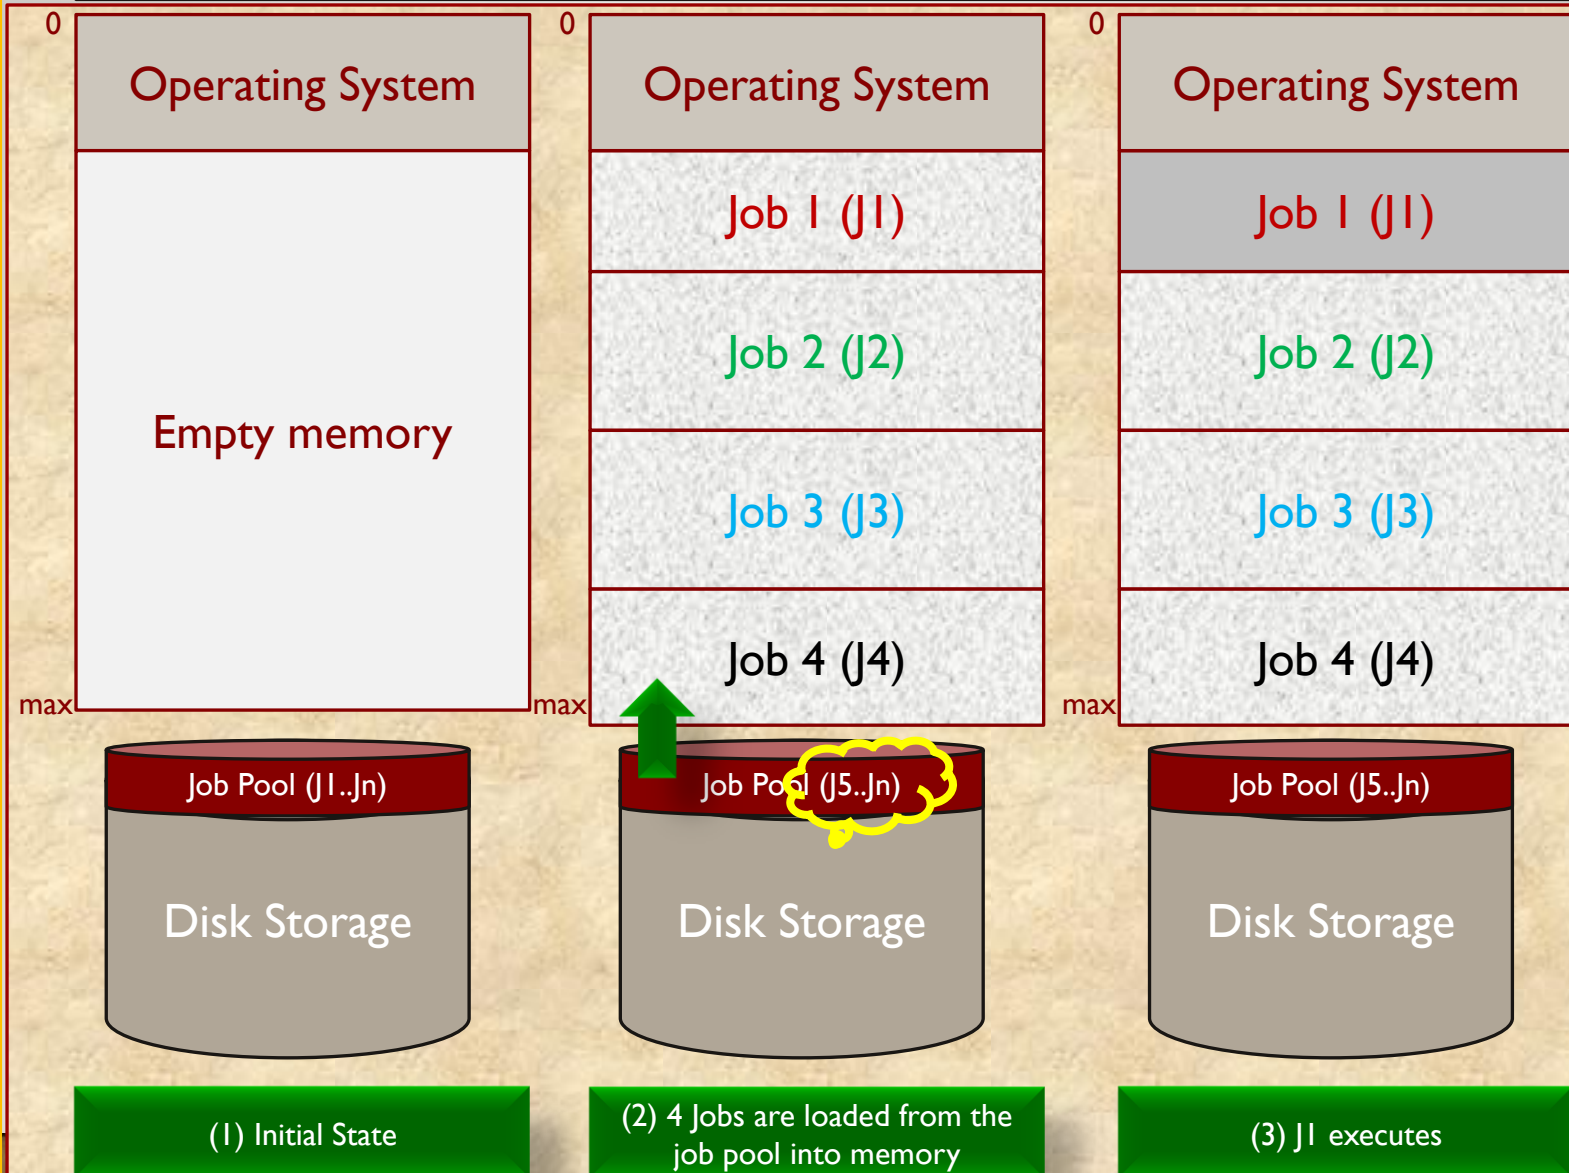 0
Operating System
Empty memory
max
Job Pool (J1..Jn)
Disk Storage
(1) Initial State
0
Operating System
Job 1 (J1)
Job 2 (J2)
Job 3 (J3)
Job 4 (J4)
max
Job Pool (J5..Jn)
Disk Storage
(2) 4 Jobs are loaded from the
job pool into memory
0
Operating System
Job 1 (J1)
Job 2 (J2)
Job 3 (J3)
Job 4 (J4)
max
Job Pool (J5..Jn)
Disk Storage
(3) J1 executes